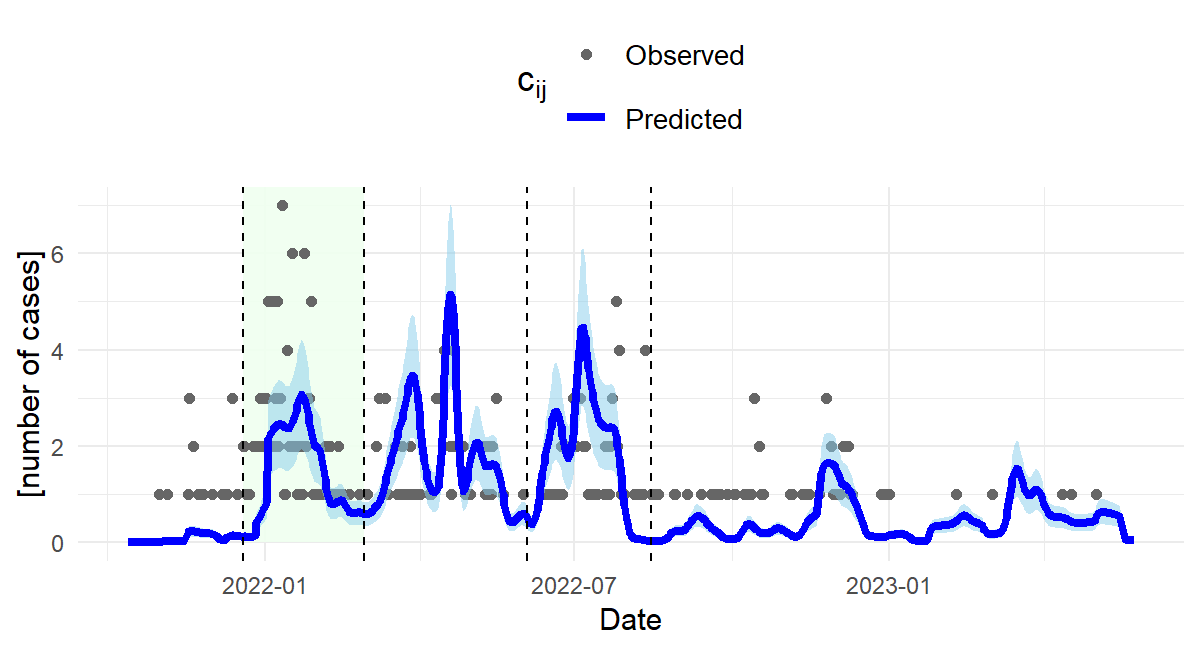 Observed
c_ij
Predicted
[number of cases]
6
4
2
0
2022-01
2022-07
2023-01
Date